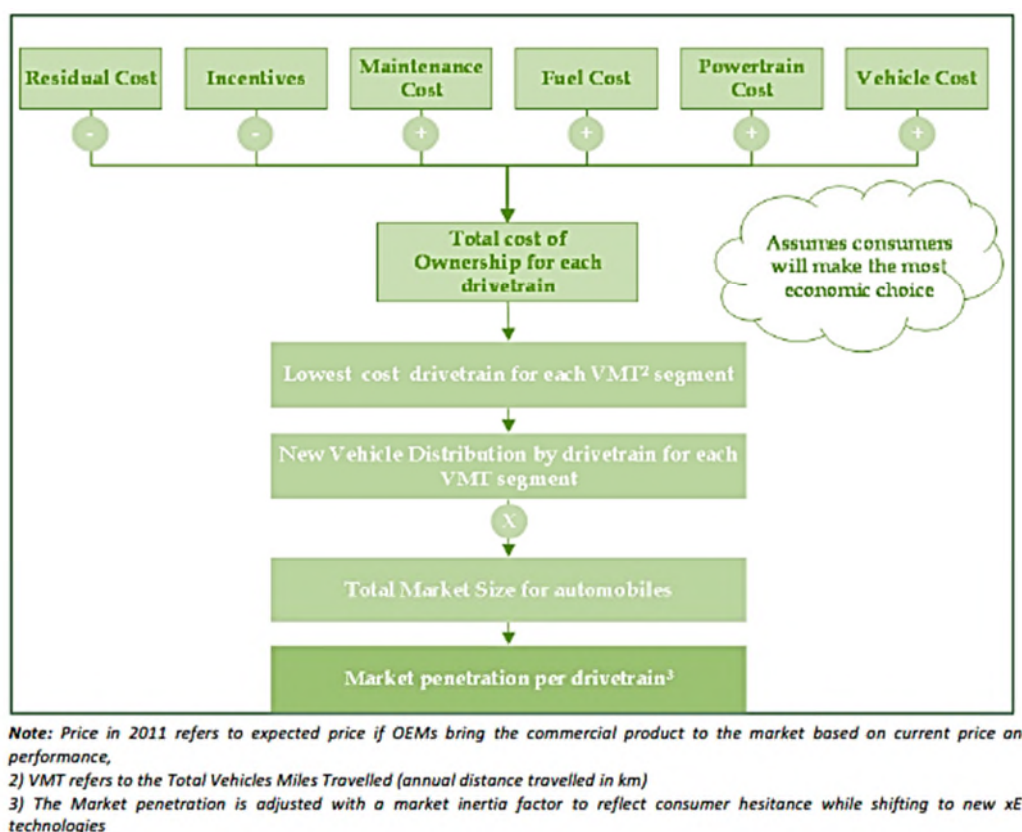 Residual Cost
Incentives
Maintenance
Cost
Fuel Cost
Powertrain
Cost
Vehicle Cost
-
-
+
+
+
+
Total cost of
Ownership for each
drivetrain
Assumes consumers
will make the most
economic choice
Lowest cost drivetrain for each VMT² segment
New Vehicle Distribution by drivetrain for each
VMT segment
X
Total Market Size for automobiles
Market penetration per drivetrain³
Note: Price in 2011 refers to expected price if OEMs bring the commercial product to the market based on current price an
performance,
2) VMT refers to the Total Vehicles Miles Travelled (annual distance travelled in km)
3) The Market penetration is adjusted with a market inertia factor to reflect consumer hesitance while shifting to new xE
technologies